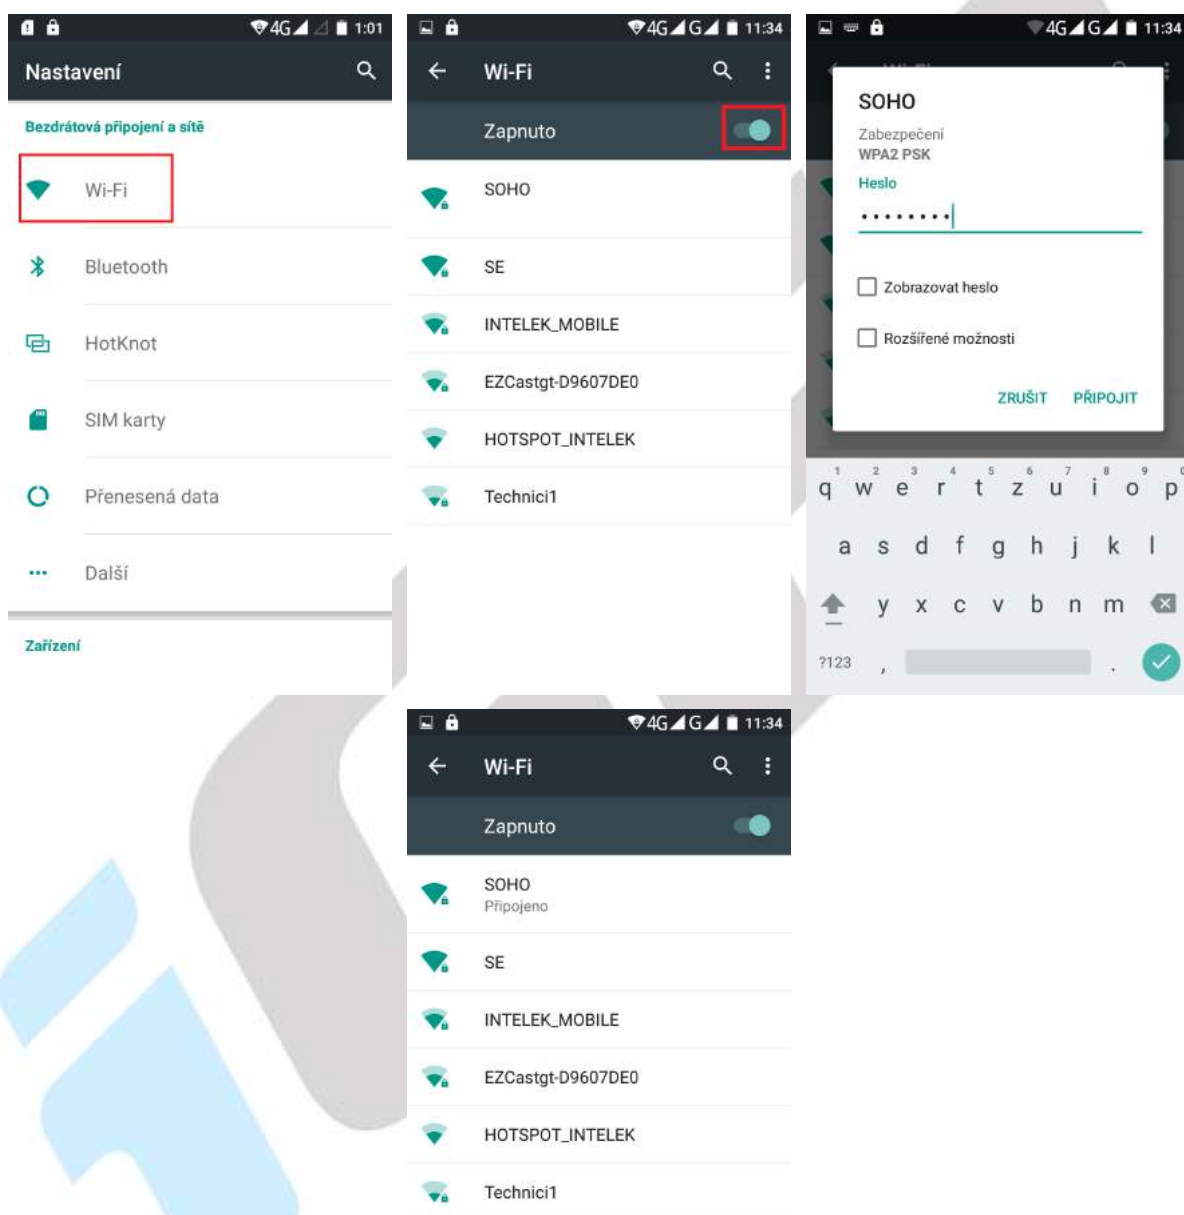 4G 1:01
Nastavení
Bezdrátová připojení a sítě
Wi-Fi
Bluetooth
HotKnot
SIM karty
Přenesená data
Další
Zařízení
4G G 11:34
Wi-Fi
Zapnuto
SOHO
SE
INTELEK_MOBILE
EZCastgt-D9607DE0
HOTSPOT_INTELEK
Technici1
4G G 11:34
SOHO
Zabezpečení
WPA2 PSK
Heslo
••••••••
Zobrazovat heslo
Rozšířené možnosti
ZRUŠIT PŘIPOJIT
1 2 3 4 5 6 7 8 9 0
q w e r t z u i o p
a s d f g h j k l
y x c v b n m
?123 , .
4G G 11:34
Wi-Fi
Zapnuto
SOHO
Připojeno
SE
INTELEK_MOBILE
EZCastgt-D9607DE0
HOTSPOT_INTELEK
Technici1